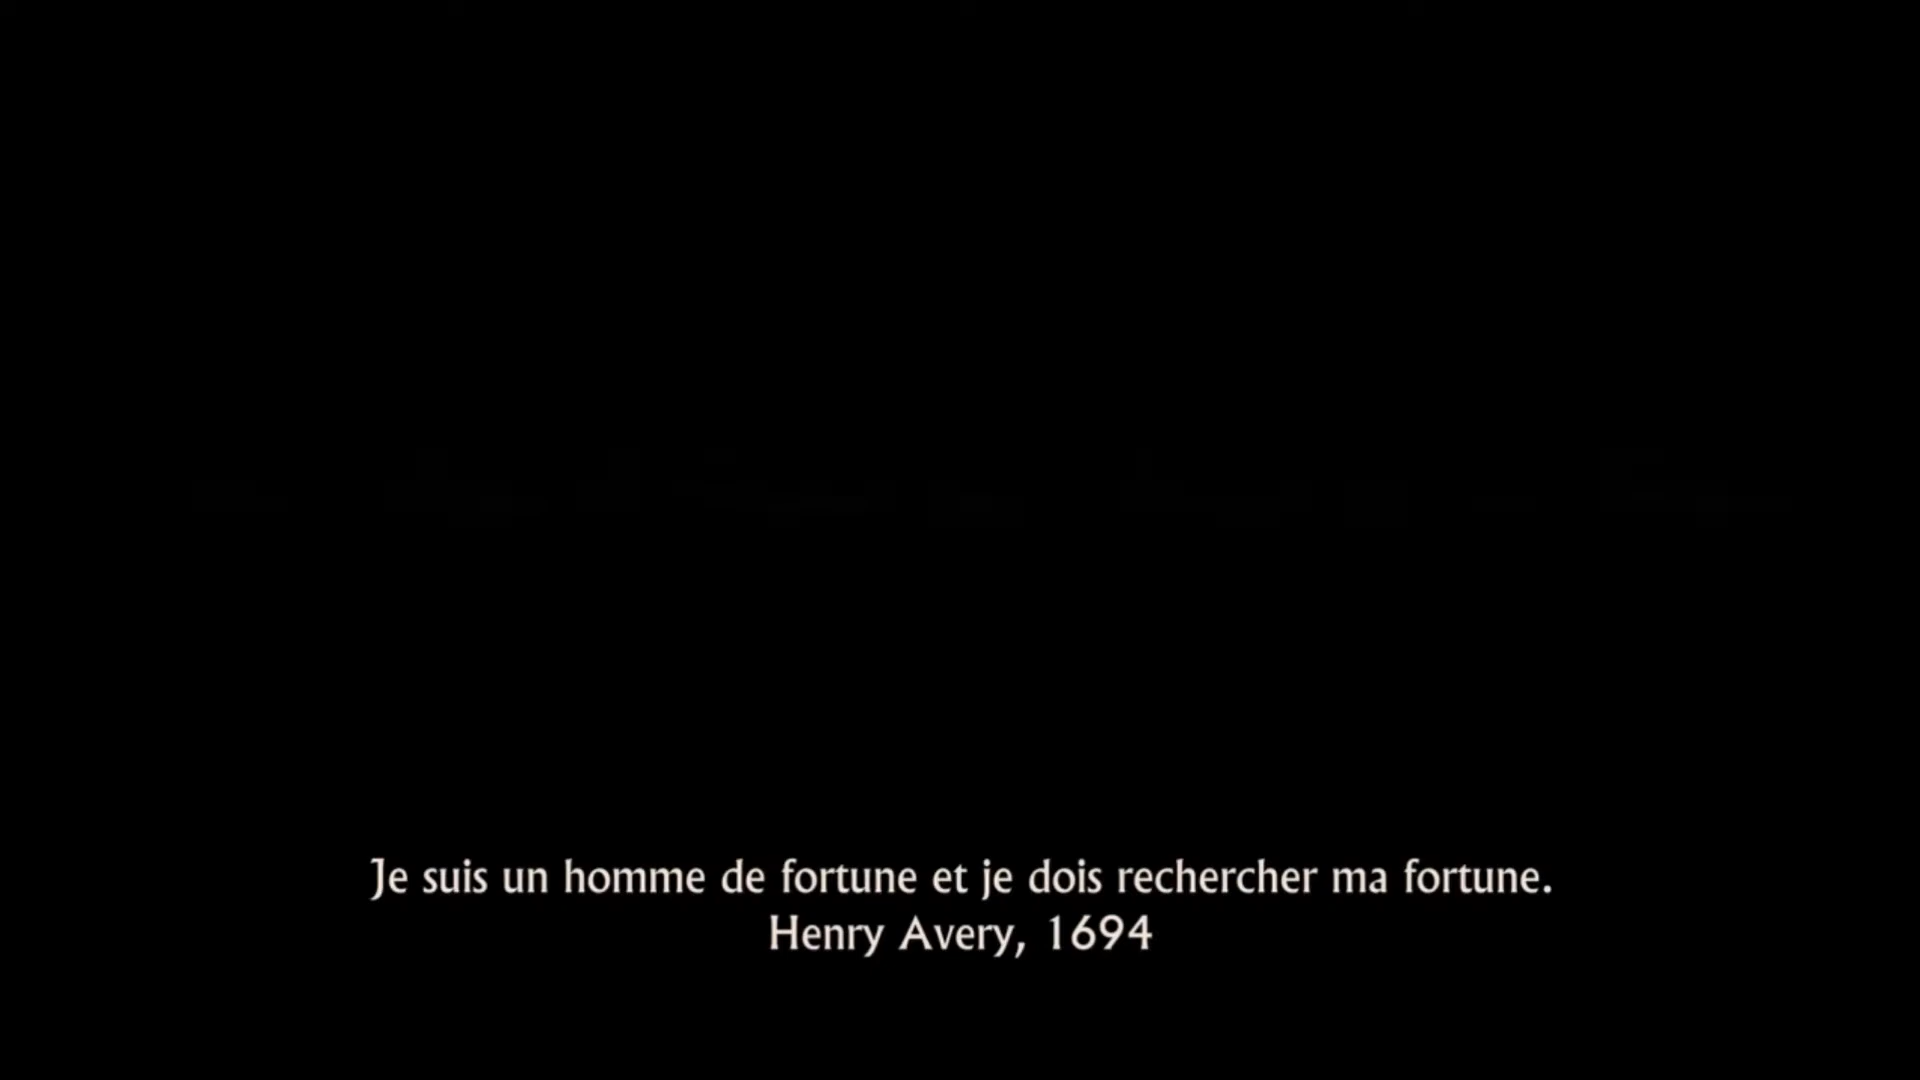 Je suis un homme de fortune et je dois rechercher ma fortune.
Henry Avery, 1694